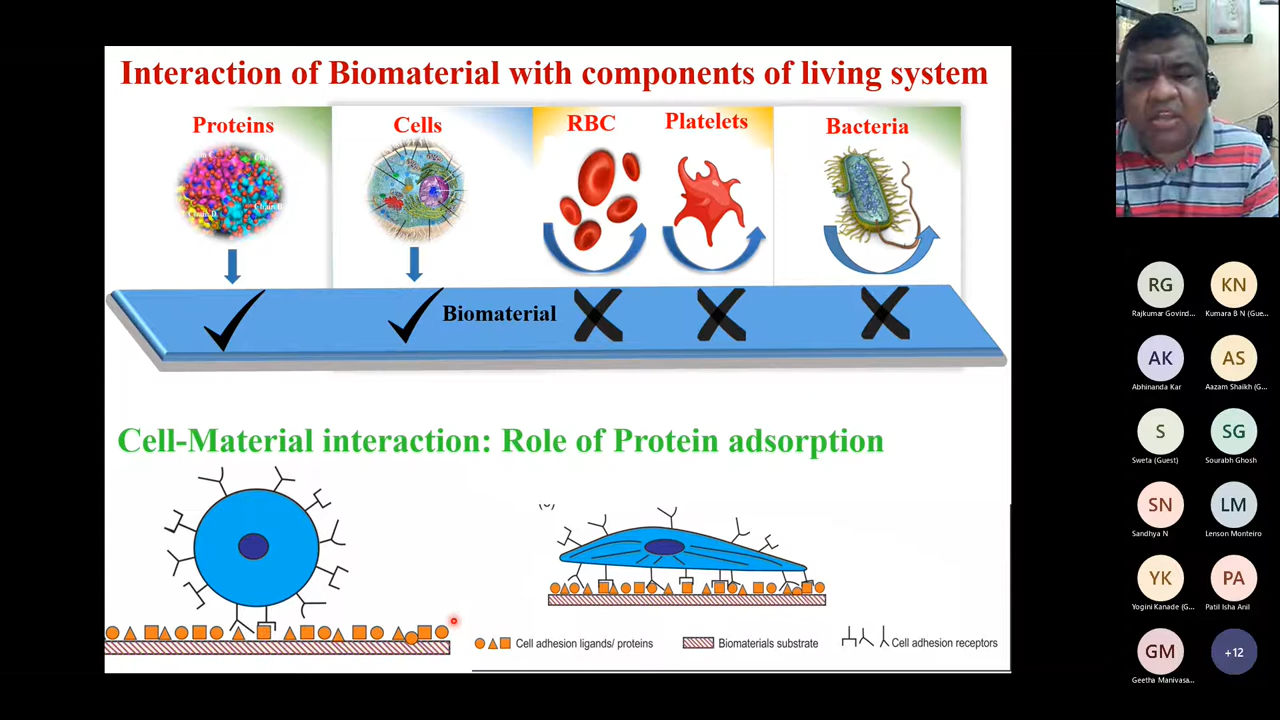 Interaction of Biomaterial with components of living system
Proteins
Cells
RBC
Platelets
Bacteria
Biomaterial
Cell-Material interaction: Role of Protein adsorption
Cell adhesion ligands/ proteins
Biomaterials substrate
Cell adhesion receptors
RG
KN
Rajkumar Govind...
Kumara B N (Gue...
AK
AS
Abhinanda Kar
Aazam Shaikh (G...
S
SG
Sweta (Guest)
Sourabh Ghosh
SN
LM
Sandhya N
Lenson Monteiro
YK
PA
Yogini Kanade (G...
Patil Isha Anil
GM
+12
Geetha Manivasa...